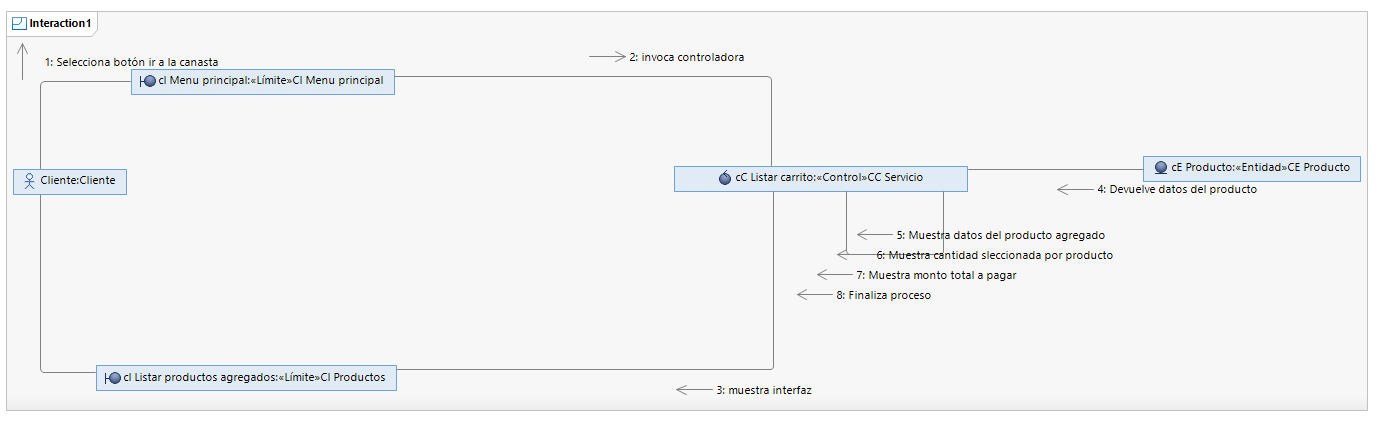 Interaction1
1: Selecciona botón ir a la canasta
2: invoca controladora
cI Menu principal:«Límite»CI Menu principal
Cliente:Cliente
cC Listar carrito:«Control»CC Servicio
cE Producto:«Entidad»CE Producto
4: Devuelve datos del producto
5: Muestra datos del producto agregado
6: Muestra cantidad sleccionada por producto
7: Muestra monto total a pagar
8: Finaliza proceso
cI Listar productos agregados:«Límite»CI Productos
3: muestra interfaz